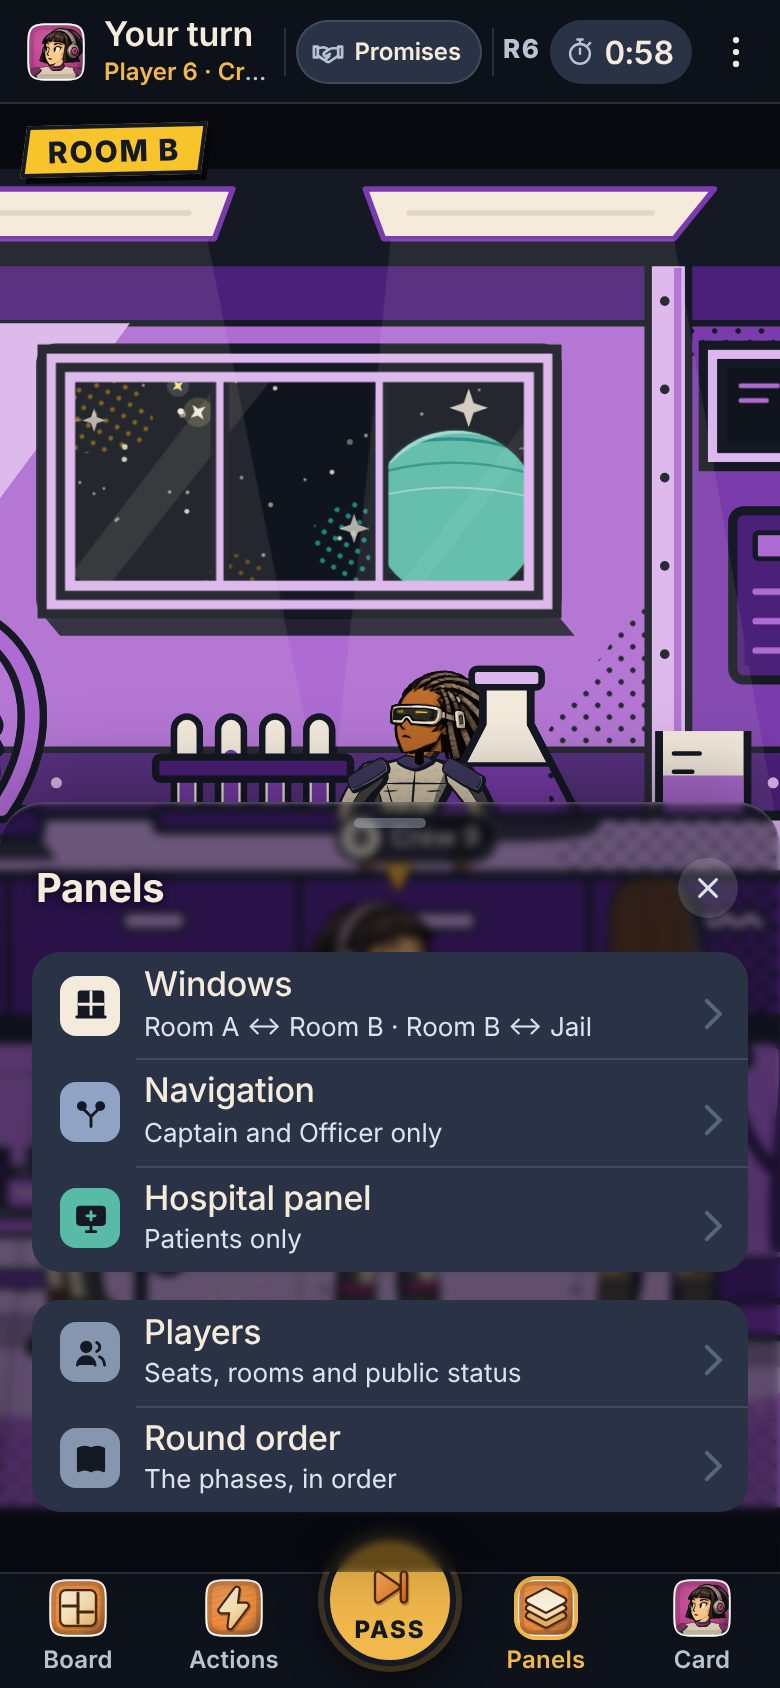 Your turn
Player 6 · Cr...
Promises
R6
0:58
ROOM B
Panels
Windows
Room A ↔ Room B · Room B ↔ Jail
Navigation
Captain and Officer only
Hospital panel
Patients only
Players
Seats, rooms and public status
Round order
The phases, in order
PASS
Board
Actions
Panels
Card